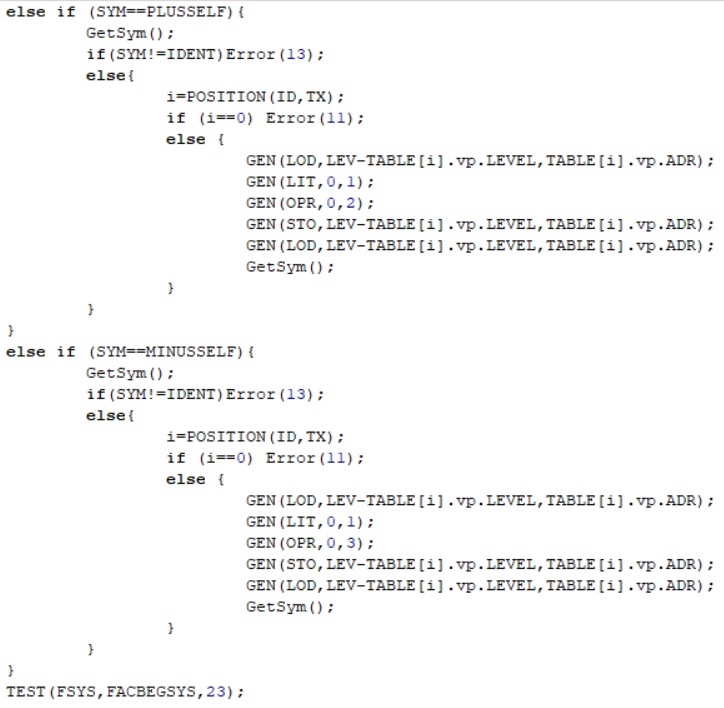 else if (SYM==PLUSSELF){
GetSym();
if(SYM!=IDENT)Error(13);
else{
i=POSITION(ID,TX);
if (i==0) Error(11);
else {
GEN(LOD,LEV-TABLE[i].vp.LEVEL,TABLE[i].vp.ADR);
GEN(LIT,0,1);
GEN(OPR,0,2);
GEN(STO,LEV-TABLE[i].vp.LEVEL,TABLE[i].vp.ADR);
GEN(LOD,LEV-TABLE[i].vp.LEVEL,TABLE[i].vp.ADR);
GetSym();
}
}
}
else if (SYM==MINUSSELF){
GetSym();
if(SYM!=IDENT)Error(13);
else{
i=POSITION(ID,TX);
if (i==0) Error(11);
else {
GEN(LOD,LEV-TABLE[i].vp.LEVEL,TABLE[i].vp.ADR);
GEN(LIT,0,1);
GEN(OPR,0,3);
GEN(STO,LEV-TABLE[i].vp.LEVEL,TABLE[i].vp.ADR);
GEN(LOD,LEV-TABLE[i].vp.LEVEL,TABLE[i].vp.ADR);
GetSym();
}
}
}
TEST(FSYS,FACBEGSYS,23);